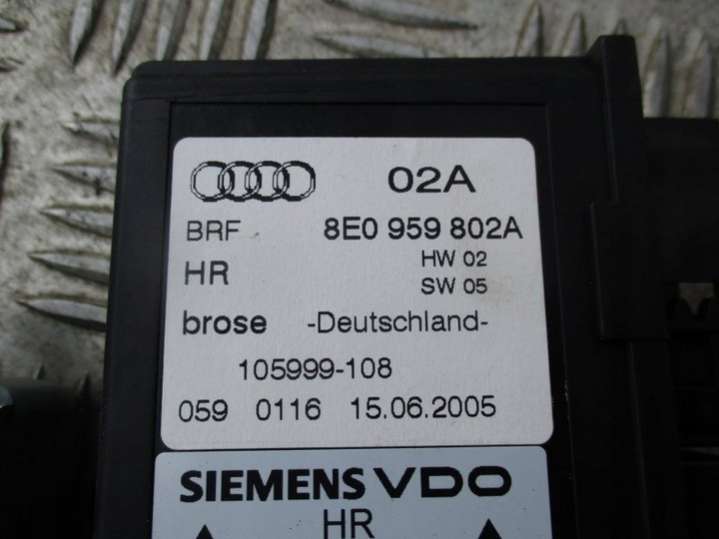 02A
BRF 8E0 959 802A
HR HW 02
SW 05
brose -Deutschland-
105999-108
059 0116 15.06.2005
SIEMENS VDO
HR